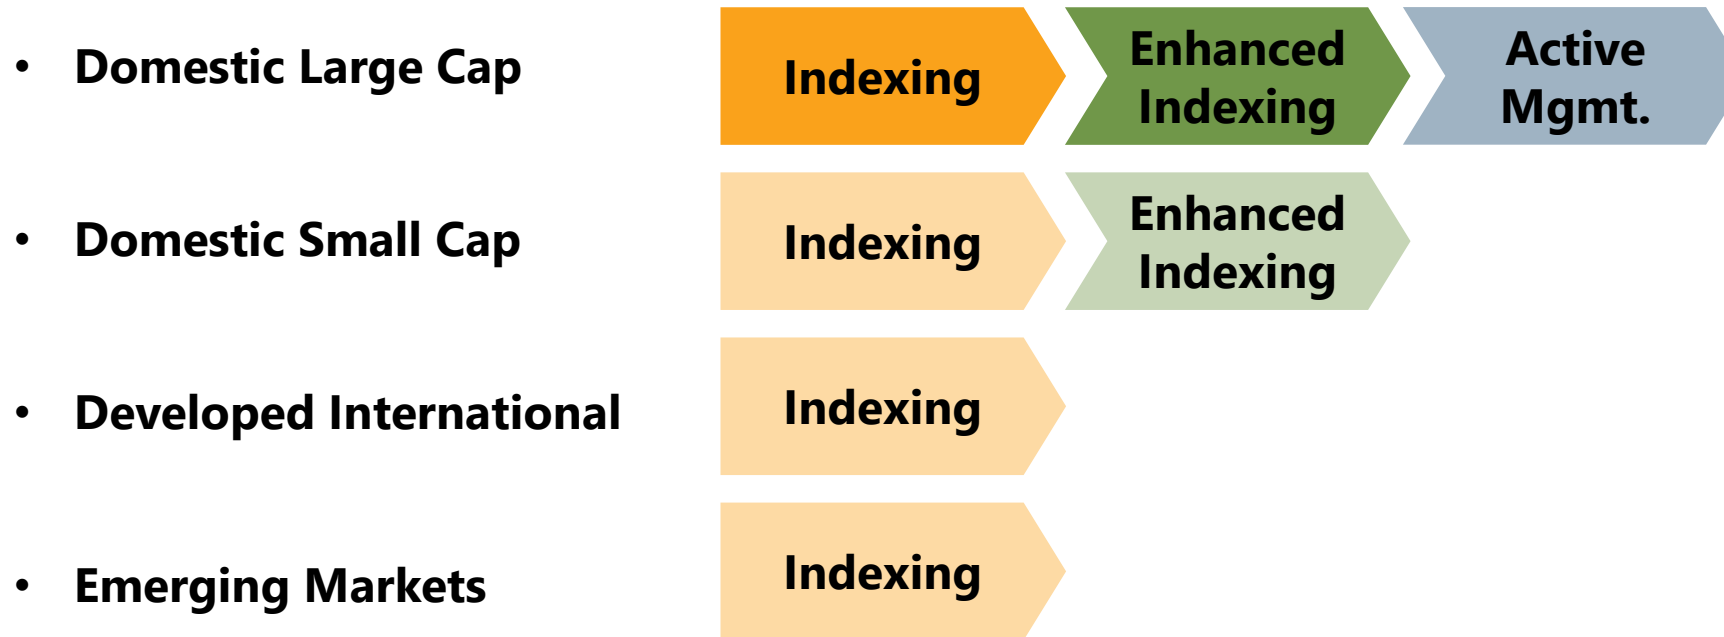 • Domestic Large Cap
Indexing
Enhanced
Indexing
Active
Mgmt.
• Domestic Small Cap
Indexing
Enhanced
Indexing
• Developed International
Indexing
• Emerging Markets
Indexing